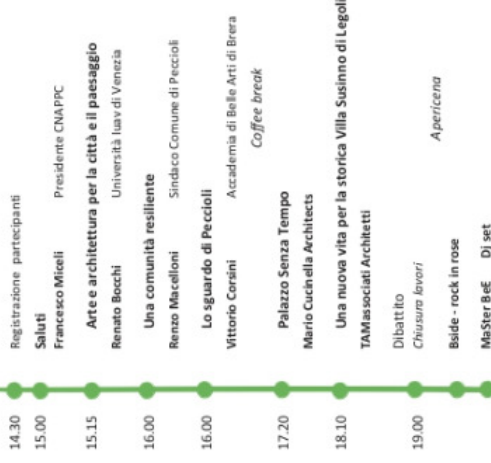 14.30 Registrazione partecipanti
15.00 Saluti
Francesco Miceli Presidente CNAPPC
15.15 Arte e architettura per la città e il paesaggio
Renato Bocchi Università Iuav di Venezia
16.00 Una comunità resiliente
Renzo Macelloni Sindaco Comune di Peccioli
16.00 Lo sguardo di Peccioli
Vittorio Corsini Accademia di Belle Arti di Brera
Coffee break
17.20 Palazzo Senza Tempo
Mario Cucinella Architects
18.10 Una nuova vita per la storica Villa Susinno di Legoli
TAMassociati Architetti
Dibattito
19.00 Chiusura lavori
Apericena
Bside - rock in rose
MaSter BeE Dj set